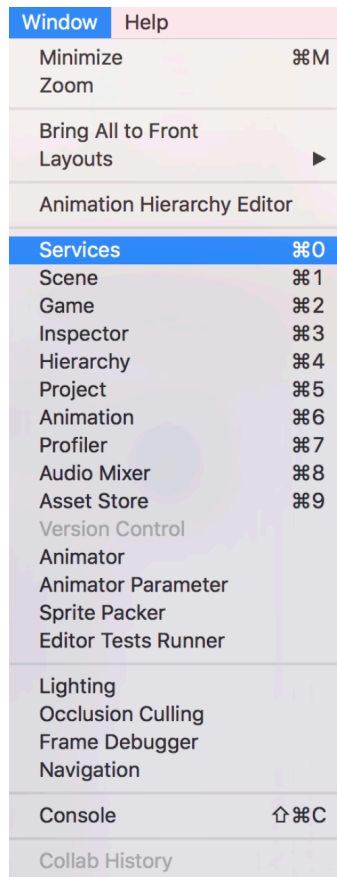 Window Help
Minimize ⌘M
Zoom
Bring All to Front
Layouts ▶
Animation Hierarchy Editor
Services ⌘0
Scene ⌘1
Game ⌘2
Inspector ⌘3
Hierarchy ⌘4
Project ⌘5
Animation ⌘6
Profiler ⌘7
Audio Mixer ⌘8
Asset Store ⌘9
Version Control
Animator
Animator Parameter
Sprite Packer
Editor Tests Runner
Lighting
Occlusion Culling
Frame Debugger
Navigation
Console ⇧⌘C
Collab History